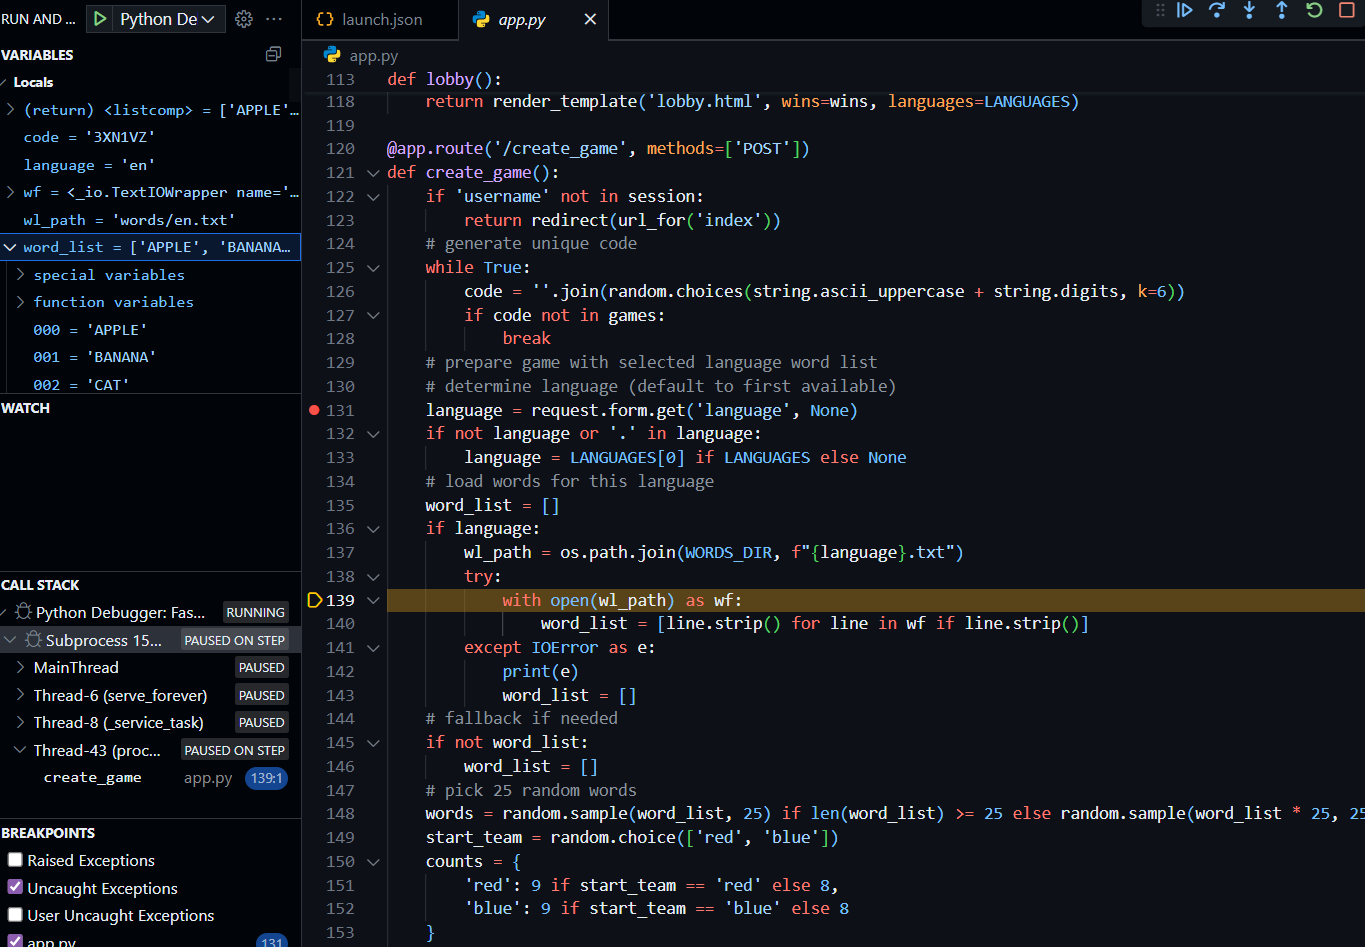 RUN AND ...
Python De
...
VARIABLES
Locals
(return) <listcomp> = ['APPLE'...
code = '3XN1VZ'
language = 'en'
wf = <_io.TextIOWrapper name='...
wl_path = 'words/en.txt'
word_list = ['APPLE', 'BANANA...
special variables
function variables
000 = 'APPLE'
001 = 'BANANA'
002 = 'CAT'
WATCH
CALL STACK
Python Debugger: Fas... RUNNING
Subprocess 15... PAUSED ON STEP
MainThread PAUSED
Thread-6 (serve_forever) PAUSED
Thread-8 (_service_task) PAUSED
Thread-43 (proc... PAUSED ON STEP
create_game app.py 139:1
BREAKPOINTS
Raised Exceptions
Uncaught Exceptions
User Uncaught Exceptions
app.py 131
{} launch.json
app.py
app.py
113 def lobby():
118 return render_template('lobby.html', wins=wins, languages=LANGUAGES)
119
120 @app.route('/create_game', methods=['POST'])
121 def create_game():
122 if 'username' not in session:
123 return redirect(url_for('index'))
124 # generate unique code
125 while True:
126 code = ''.join(random.choices(string.ascii_uppercase + string.digits, k=6))
127 if code not in games:
128 break
129 # prepare game with selected language word list
130 # determine language (default to first available)
131 language = request.form.get('language', None)
132 if not language or '.' in language:
133 language = LANGUAGES[0] if LANGUAGES else None
134 # load words for this language
135 word_list = []
136 if language:
137 wl_path = os.path.join(WORDS_DIR, f"{language}.txt")
138 try:
139 with open(wl_path) as wf:
140 word_list = [line.strip() for line in wf if line.strip()]
141 except IOError as e:
142 print(e)
143 word_list = []
144 # fallback if needed
145 if not word_list:
146 word_list = []
147 # pick 25 random words
148 words = random.sample(word_list, 25) if len(word_list) >= 25 else random.sample(word_list * 25, 25
149 start_team = random.choice(['red', 'blue'])
150 counts = {
151 'red': 9 if start_team == 'red' else 8,
152 'blue': 9 if start_team == 'blue' else 8
153 }